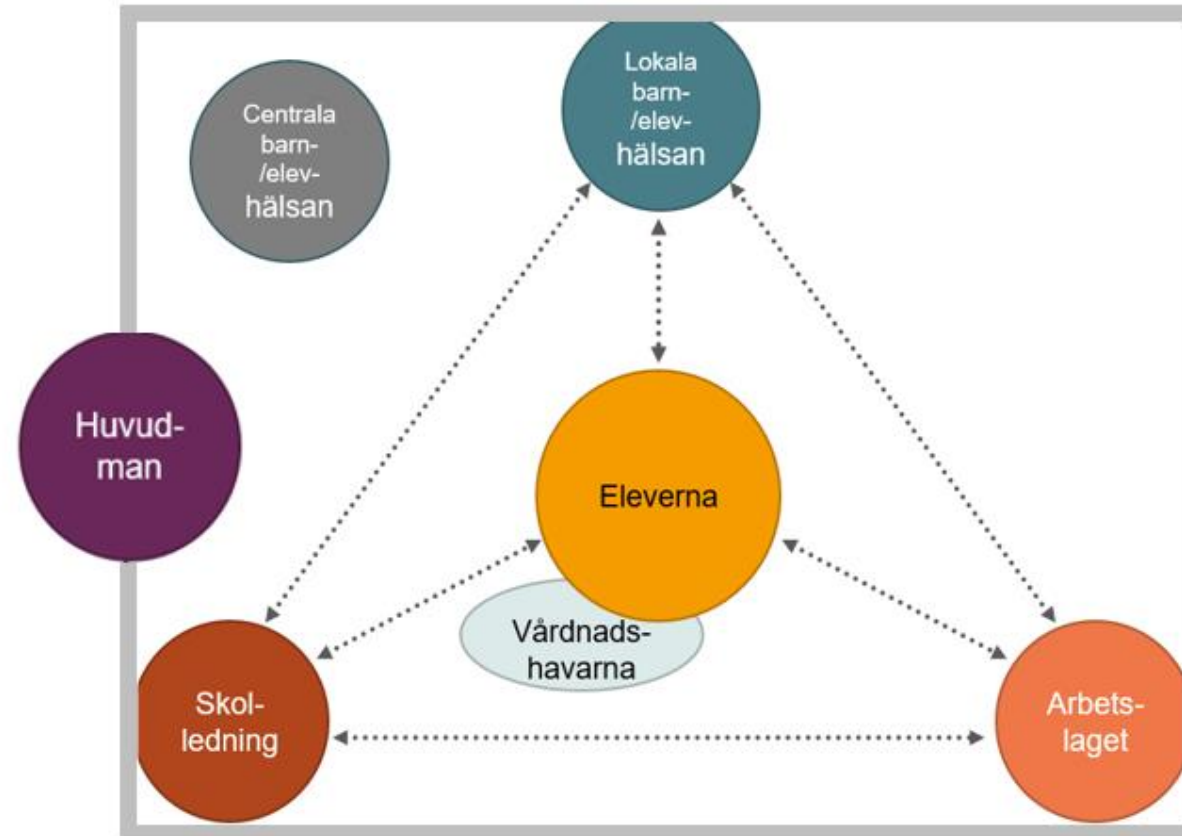 Centrala
barn-
/elev-
hälsan
Lokala
barn-
/elev-
hälsan
Huvud-
man
Eleverna
Vårdnads-
havarna
Skol-
ledning
Arbets-
laget